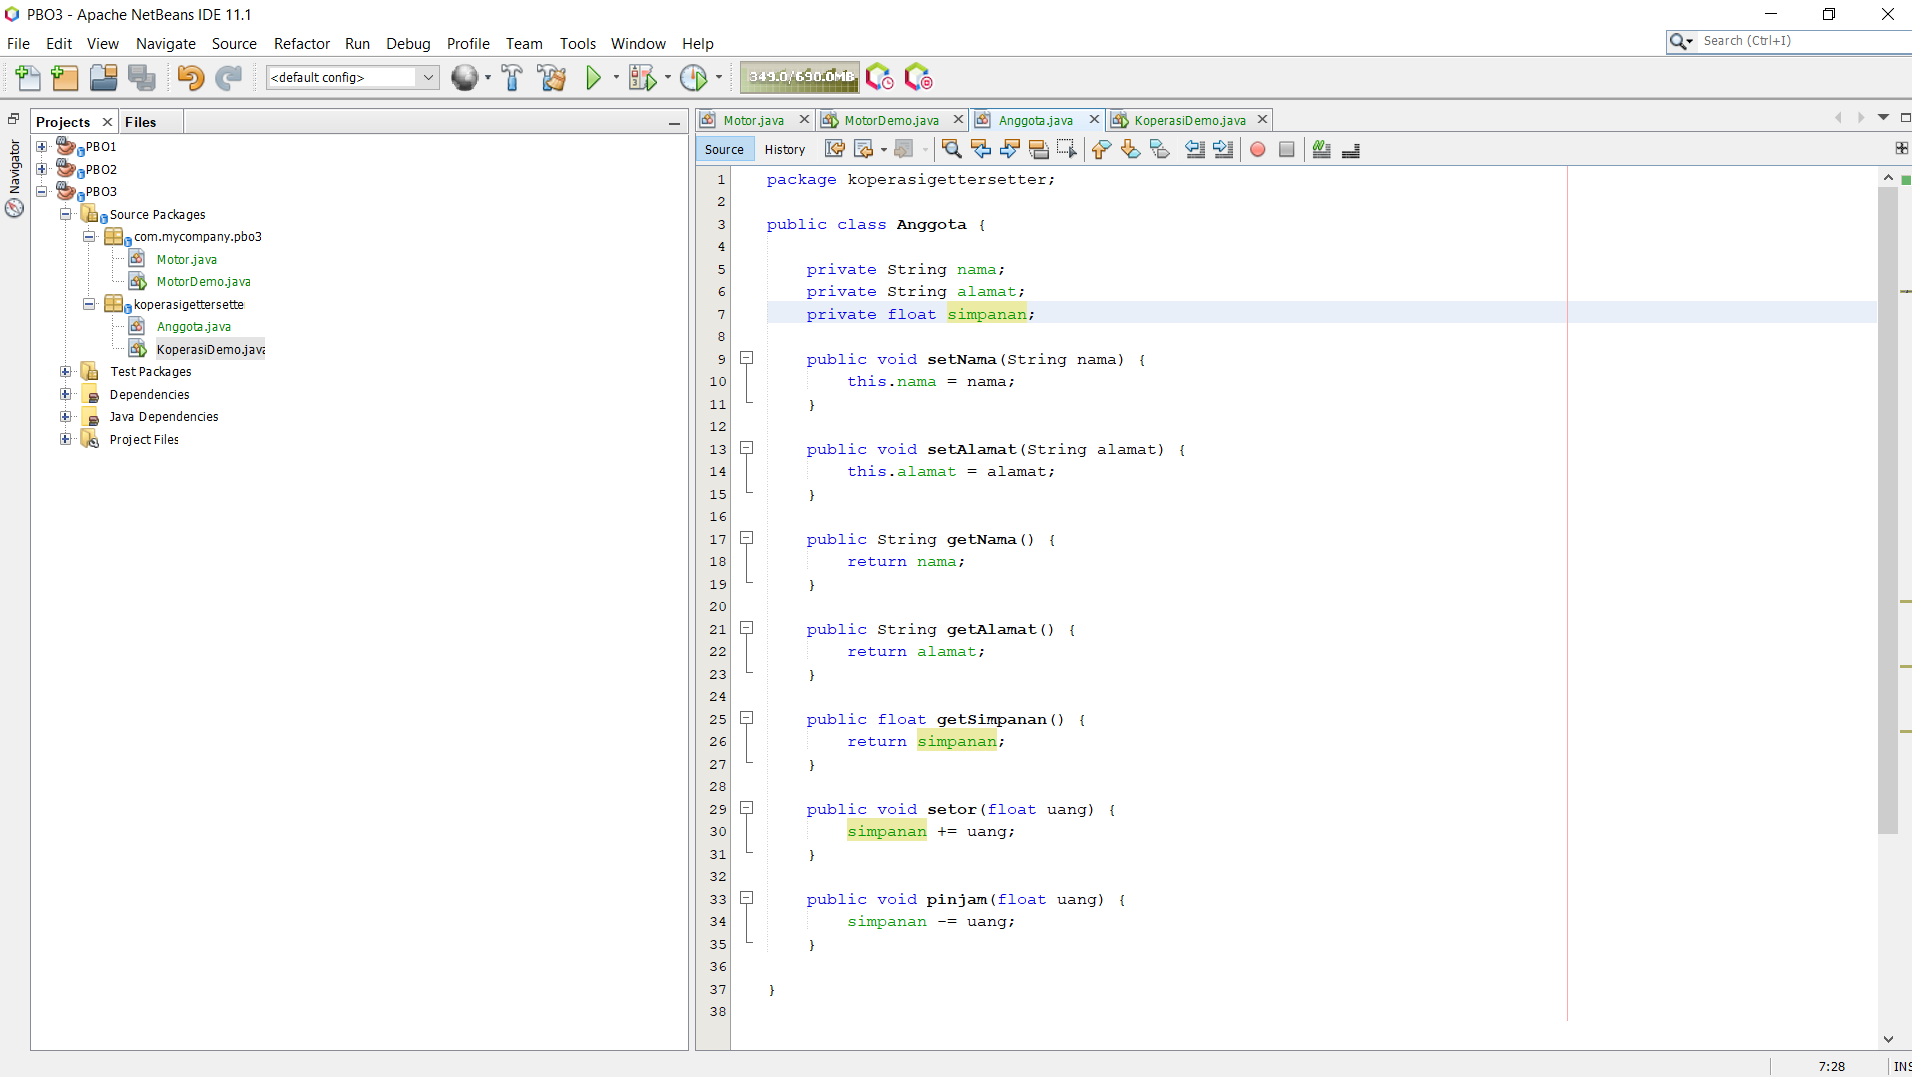 PBO3 - Apache NetBeans IDE 11.1
File Edit View Navigate Source Refactor Run Debug Profile Team Tools Window Help
Search (Ctrl+I)
<default config>
349.0/690.0MB
Projects Files
Navigator
PBO1
PBO2
PBO3
Source Packages
com.mycompany.pbo3
Motor.java
MotorDemo.java
koperasigettersette
Anggota.java
KoperasiDemo.java
Test Packages
Dependencies
Java Dependencies
Project Files
Motor.java MotorDemo.java Anggota.java KoperasiDemo.java
Source History
1 package koperasigettersetter;
2
3 public class Anggota {
4
5 private String nama;
6 private String alamat;
7 private float simpanan;
8
9 public void setNama(String nama) {
10 this.nama = nama;
11 }
12
13 public void setAlamat(String alamat) {
14 this.alamat = alamat;
15 }
16
17 public String getNama() {
18 return nama;
19 }
20
21 public String getAlamat() {
22 return alamat;
23 }
24
25 public float getSimpanan() {
26 return simpanan;
27 }
28
29 public void setor(float uang) {
30 simpanan += uang;
31 }
32
33 public void pinjam(float uang) {
34 simpanan -= uang;
35 }
36
37 }
38
7:28 INS